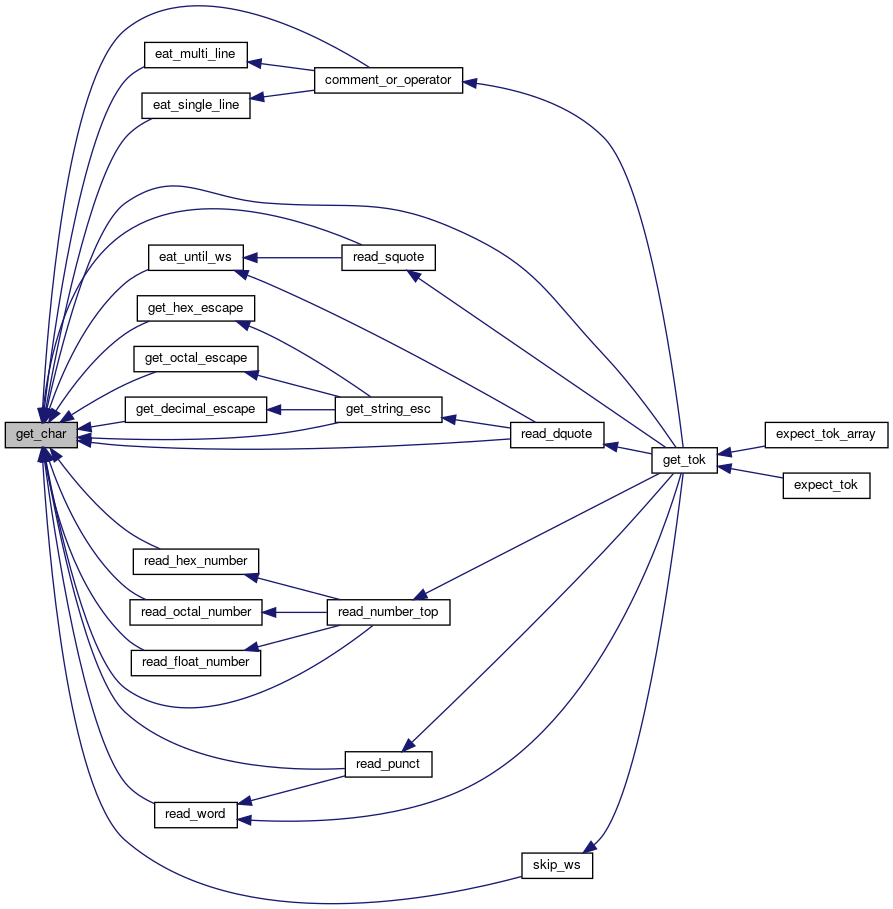 eat_multi_line
comment_or_operator
eat_single_line
eat_until_ws
read_squote
get_hex_escape
get_octal_escape
get_decimal_escape
get_string_esc
get_char
read_dquote
expect_tok_array
get_tok
expect_tok
read_hex_number
read_octal_number
read_number_top
read_float_number
read_punct
read_word
skip_ws